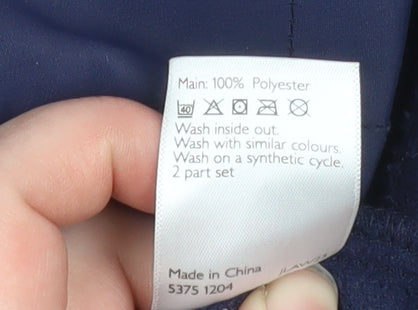 Main: 100% Polyester
40
Wash inside out.
Wash with similar colours.
Wash on a synthetic cycle.
2 part set
Made in China
5375 1204